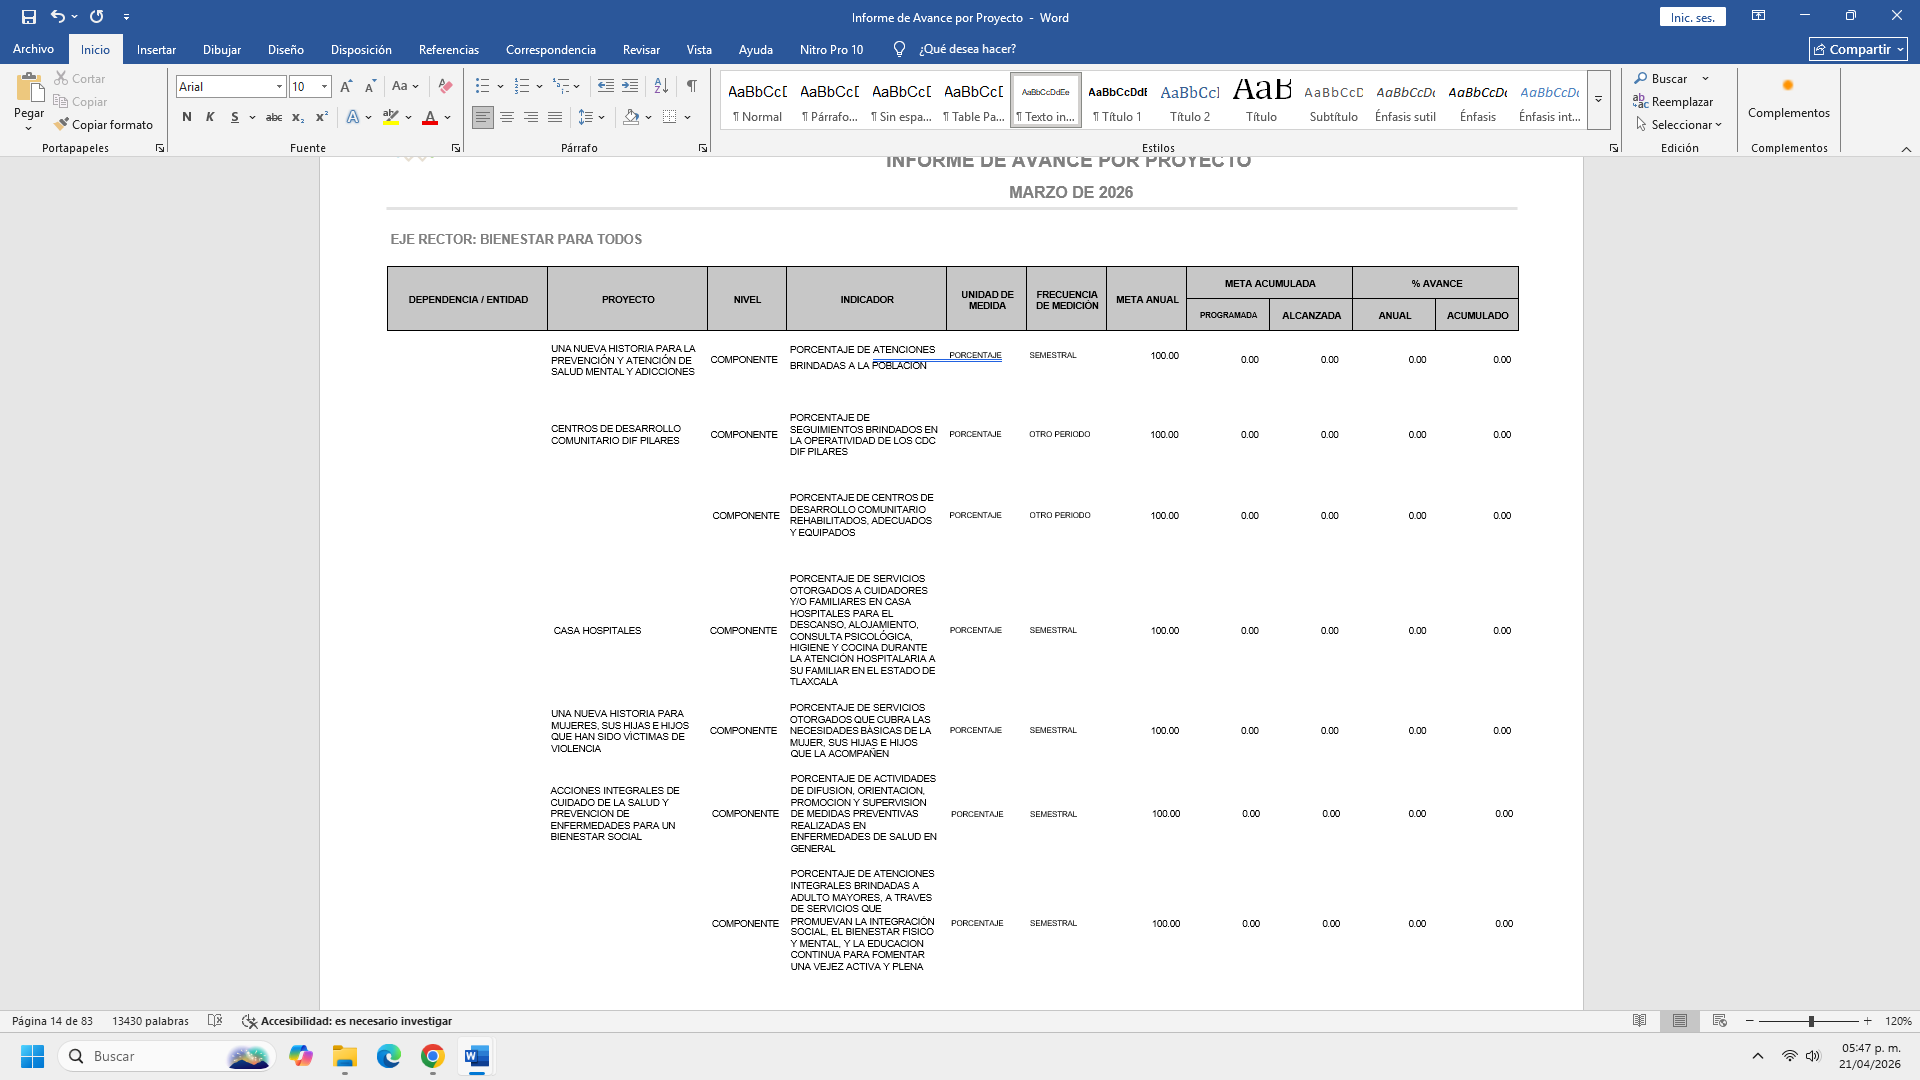 Informe de Avance por Proyecto - Word
Inic. ses.
Archivo Inicio Insertar Dibujar Diseño Disposición Referencias Correspondencia Revisar Vista Ayuda Nitro Pro 10 ¿Qué desea hacer? Compartir
Pegar
Cortar
Copiar
Copiar formato
Portapapeles
Arial 10
Aa
N K S abc x₂ x²
Fuente
Párrafo
AaBbCcDdEe
¶ Normal ¶ Párrafo... ¶ Sin espa... ¶ Table Pa... ¶ Texto in... ¶ Título 1 Título 2 Título Subtítulo Énfasis sutil Énfasis Énfasis int...
Estilos
Buscar
Reemplazar
Seleccionar
Edición
Complementos
Complementos
INFORME DE AVANCE POR PROYECTO
MARZO DE 2026
EJE RECTOR: BIENESTAR PARA TODOS
DEPENDENCIA / ENTIDAD PROYECTO NIVEL INDICADOR UNIDAD DE MEDIDA FRECUENCIA DE MEDICIÓN META ANUAL META ACUMULADA % AVANCE
PROGRAMADA ALCANZADA ANUAL ACUMULADO
UNA NUEVA HISTORIA PARA LA
PREVENCIÓN Y ATENCIÓN DE
SALUD MENTAL Y ADICCIONES
COMPONENTE
PORCENTAJE DE ATENCIONES
BRINDADAS A LA POBLACION
PORCENTAJE SEMESTRAL 100.00 0.00 0.00 0.00 0.00
CENTROS DE DESARROLLO
COMUNITARIO DIF PILARES
COMPONENTE
PORCENTAJE DE
SEGUIMIENTOS BRINDADOS EN
LA OPERATIVIDAD DE LOS CDC
DIF PILARES
PORCENTAJE OTRO PERIODO 100.00 0.00 0.00 0.00 0.00
COMPONENTE
PORCENTAJE DE CENTROS DE
DESARROLLO COMUNITARIO
REHABILITADOS, ADECUADOS
Y EQUIPADOS
PORCENTAJE OTRO PERIODO 100.00 0.00 0.00 0.00 0.00
CASA HOSPITALES
COMPONENTE
PORCENTAJE DE SERVICIOS
OTORGADOS A CUIDADORES
Y/O FAMILIARES EN CASA
HOSPITALES PARA EL
DESCANSO, ALOJAMIENTO,
CONSULTA PSICOLÓGICA,
HIGIENE Y COCINA DURANTE
LA ATENCIÓN HOSPITALARIA A
SU FAMILIAR EN EL ESTADO DE
TLAXCALA
PORCENTAJE SEMESTRAL 100.00 0.00 0.00 0.00 0.00
UNA NUEVA HISTORIA PARA
MUJERES, SUS HIJAS E HIJOS
QUE HAN SIDO VÍCTIMAS DE
VIOLENCIA
COMPONENTE
PORCENTAJE DE SERVICIOS
OTORGADOS QUE CUBRA LAS
NECESIDADES BÁSICAS DE LA
MUJER, SUS HIJAS E HIJOS
QUE LA ACOMPAÑEN
PORCENTAJE SEMESTRAL 100.00 0.00 0.00 0.00 0.00
ACCIONES INTEGRALES DE
CUIDADO DE LA SALUD Y
PREVENCION DE
ENFERMEDADES PARA UN
BIENESTAR SOCIAL
COMPONENTE
PORCENTAJE DE ACTIVIDADES
DE DIFUSION, ORIENTACION,
PROMOCION Y SUPERVISION
DE MEDIDAS PREVENTIVAS
REALIZADAS EN
ENFERMEDADES DE SALUD EN
GENERAL
PORCENTAJE SEMESTRAL 100.00 0.00 0.00 0.00 0.00
COMPONENTE
PORCENTAJE DE ATENCIONES
INTEGRALES BRINDADAS A
ADULTO MAYORES, A TRAVES
DE SERVICIOS QUE
PROMUEVAN LA INTEGRACIÓN
SOCIAL, EL BIENESTAR FISICO
Y MENTAL, Y LA EDUCACION
CONTINUA PARA FOMENTAR
UNA VEJEZ ACTIVA Y PLENA
PORCENTAJE SEMESTRAL 100.00 0.00 0.00 0.00 0.00
Página 14 de 83 13430 palabras Accesibilidad: es necesario investigar 120%
Buscar
05:47 p. m.
21/04/2026